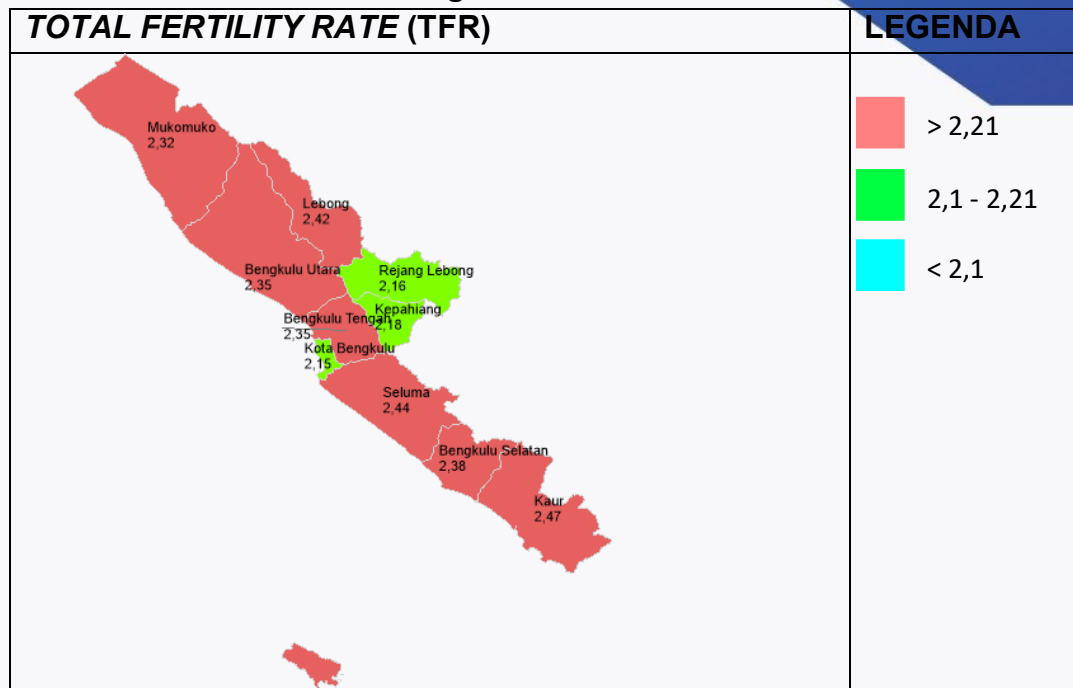 TOTAL FERTILITY RATE (TFR)
LEGENDA
Mukomuko
2,32
Lebong
2,42
Bengkulu Utara
2,35
Rejang Lebong
2,16
Kepahiang
2,18
Bengkulu Tengah
2,35
Kota Bengkulu
2,15
Seluma
2,44
Bengkulu Selatan
2,38
Kaur
2,47
> 2,21
2,1 - 2,21
< 2,1